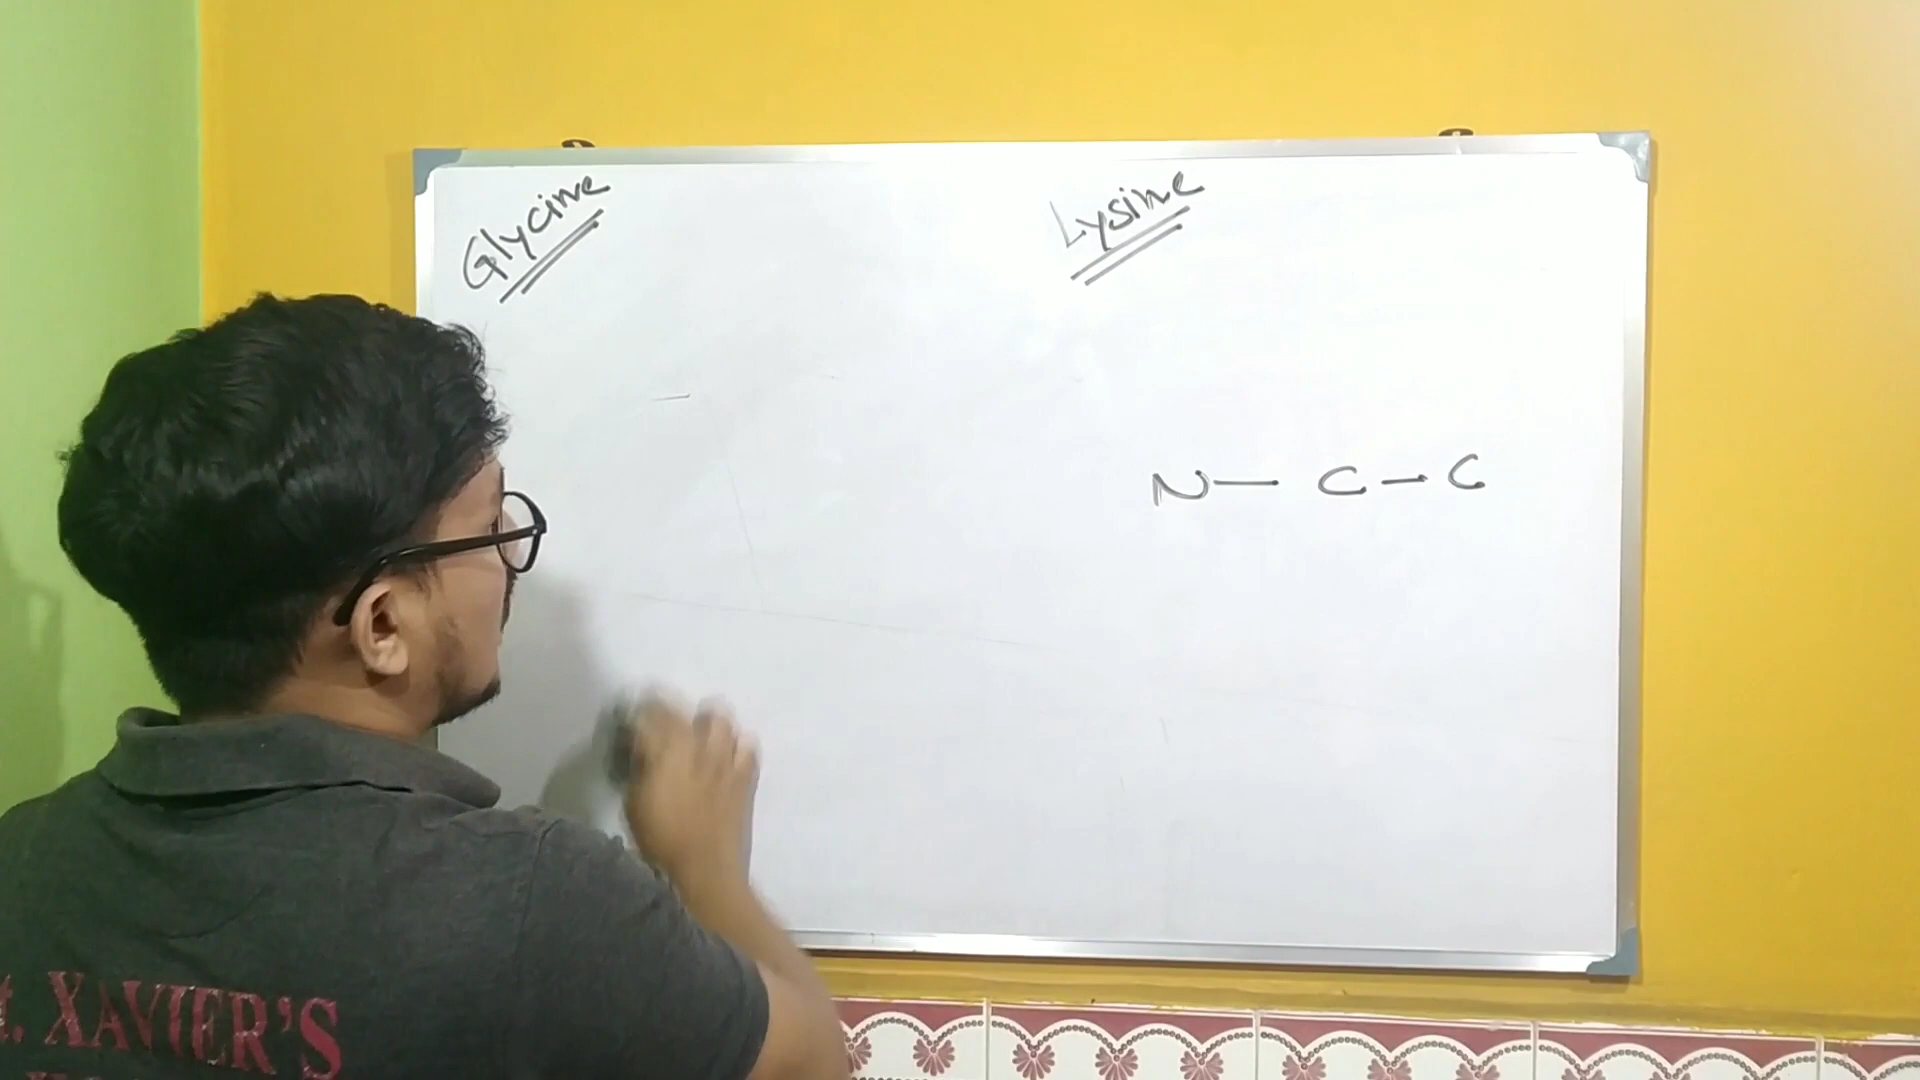 Glycine
Lysine
N - C - C
t. XAVIER'S